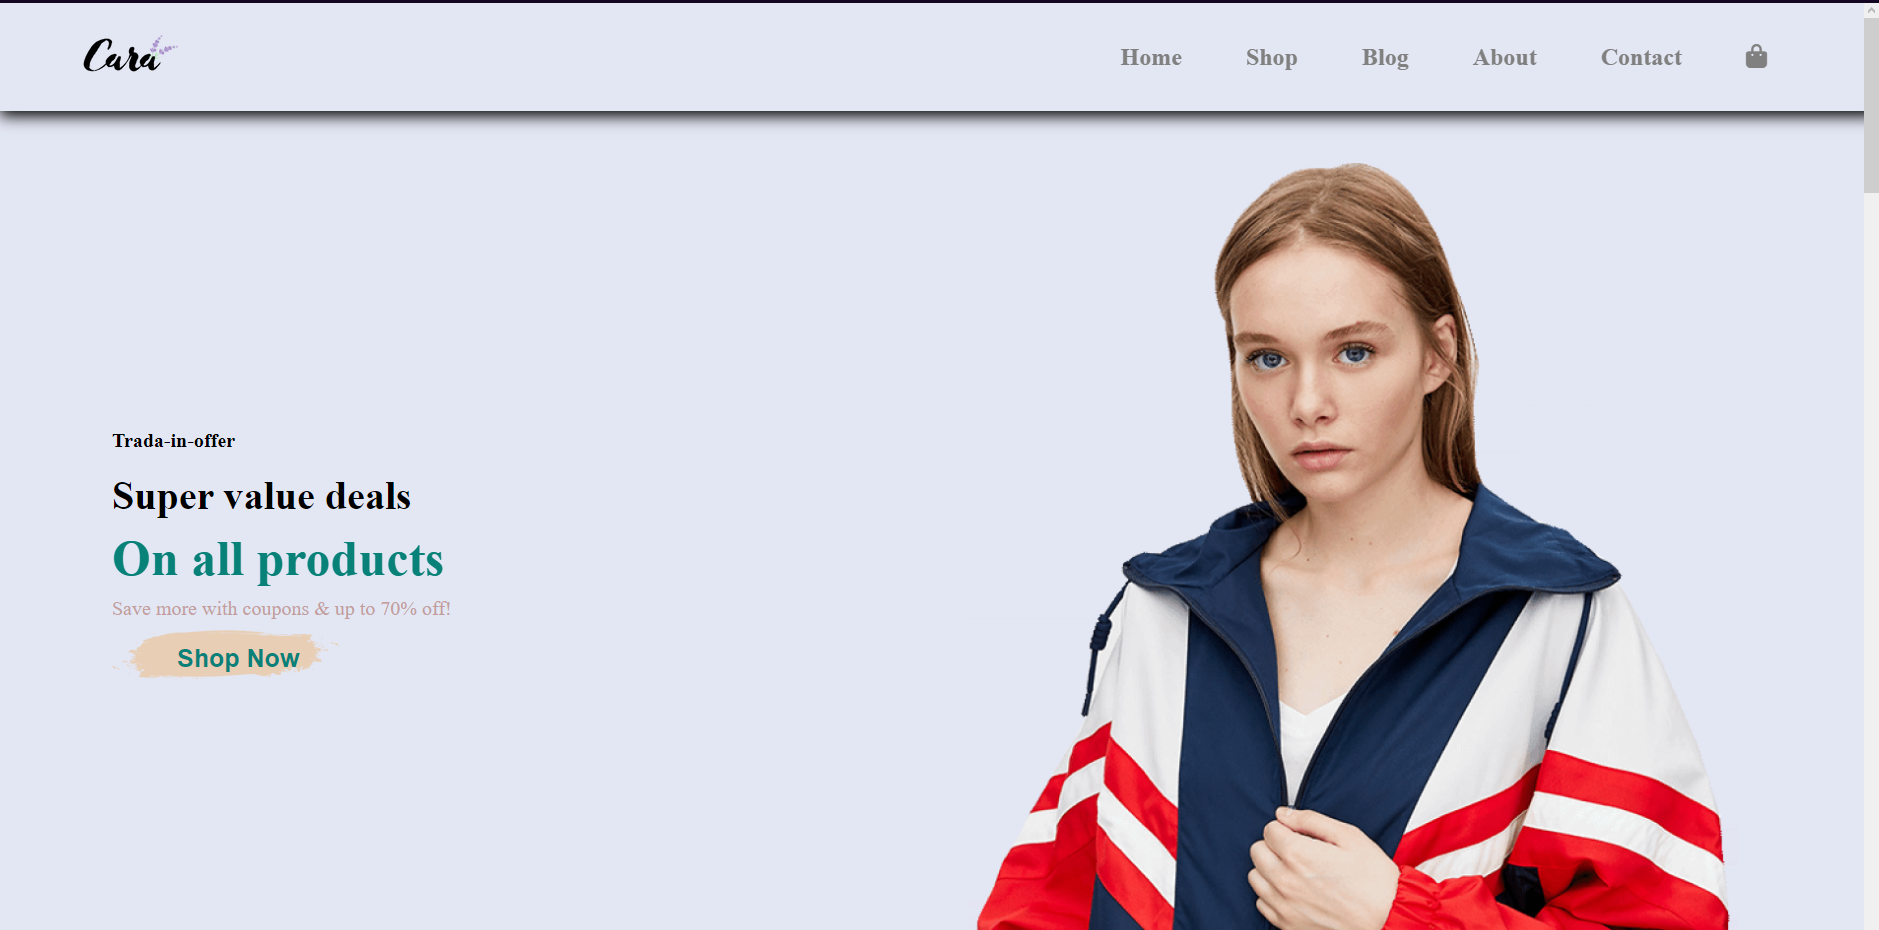 Cara
Home Shop Blog About Contact
Trada-in-offer
Super value deals
On all products
Save more with coupons & up to 70% off!
Shop Now